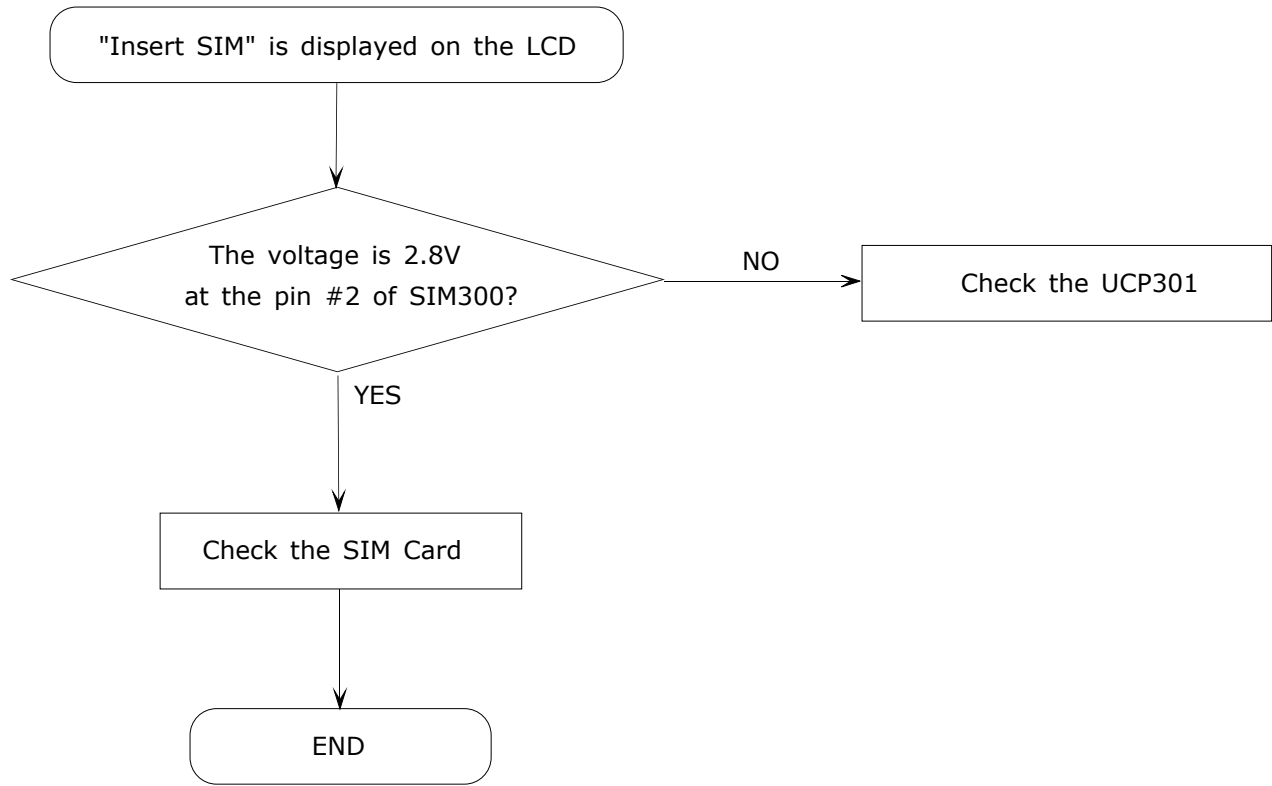 "Insert SIM" is displayed on the LCD
The voltage is 2.8V
at the pin #2 of SIM300?
NO
Check the UCP301
YES
Check the SIM Card
END